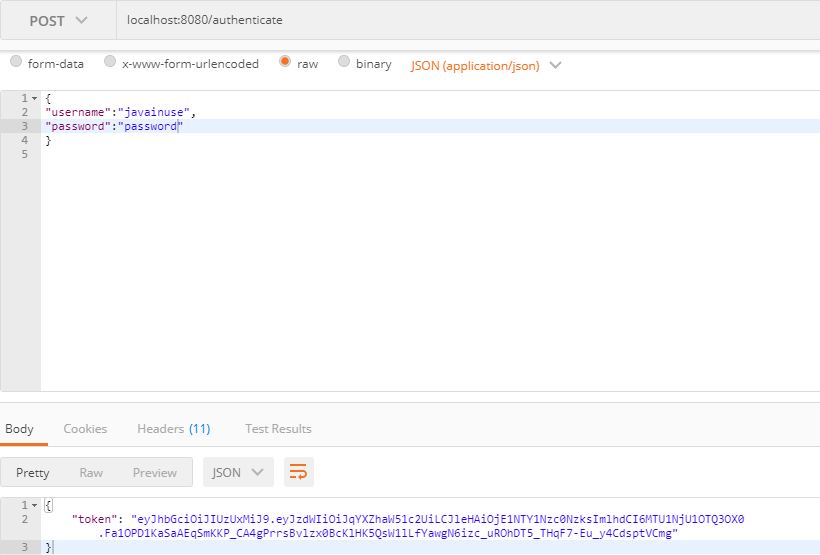 POST localhost:8080/authenticate
form-data x-www-form-urlencoded raw binary JSON (application/json)
1 {
2 "username":"javainuse",
3 "password":"password"
4 }
5
Body Cookies Headers (11) Test Results
Pretty Raw Preview JSON
1 {
2 "token": "eyJhbGciOiJIUzUxMiJ9.eyJzdWIiOiJqYXZhaW51c2UiLCJleHAiOjE1NTY1Nzc0NzksImlhdCI6MTU1NjU1OTQ3OX0
.Fa1OPD1KaSaAEqSmKKP_CA4gPrrsBvlzx0BcKlHK5QsW1lLfYawgN6izc_uROhDT5_THqF7-Eu_y4CdsptVCmg"
3 }